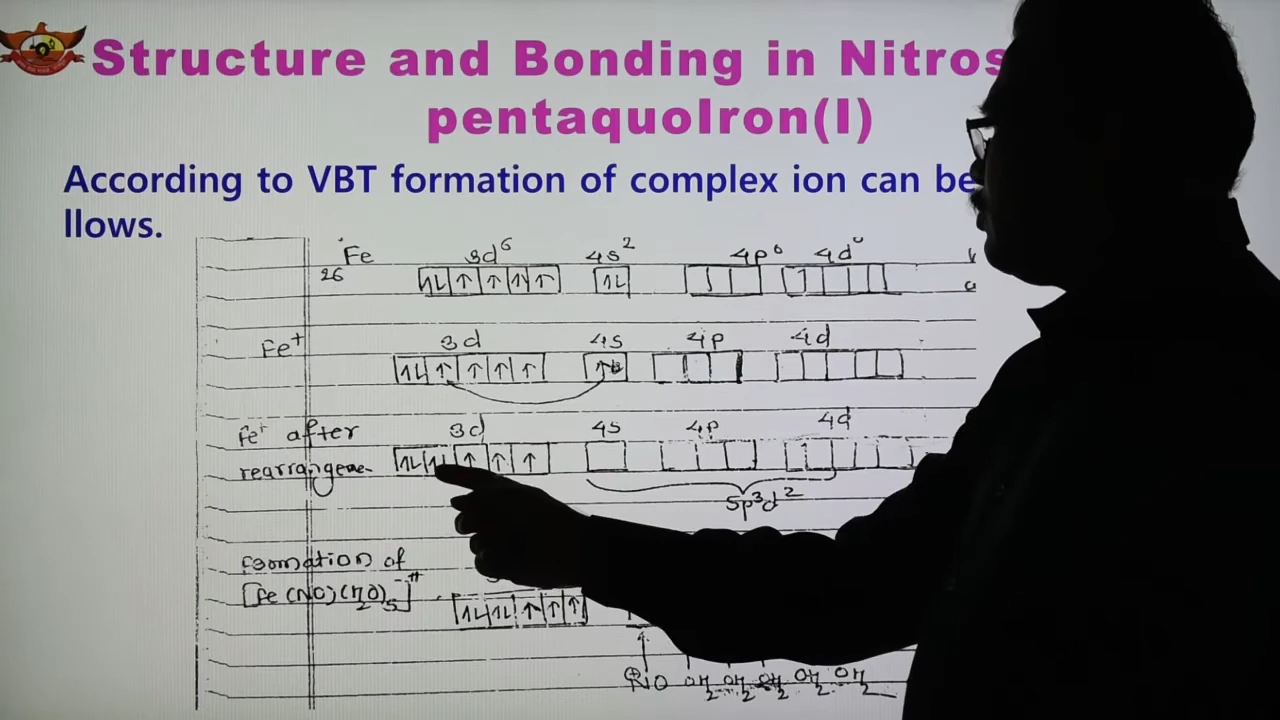 Structure and Bonding in Nitros
pentaquoIron(I)
According to VBT formation of complex ion can be
llows.
Fe 3d⁶ 4s² 4p⁰ 4d⁰
26
Fe⁺ 3d 4s 4p 4d
Fe⁺ after 3d 4s 4p 4d
rearrangeme-
sp³d²
formation of
[Fe(NO)(H₂O)₅]⁺⁺
NO OH₂ OH₂ OH₂ OH₂ OH₂